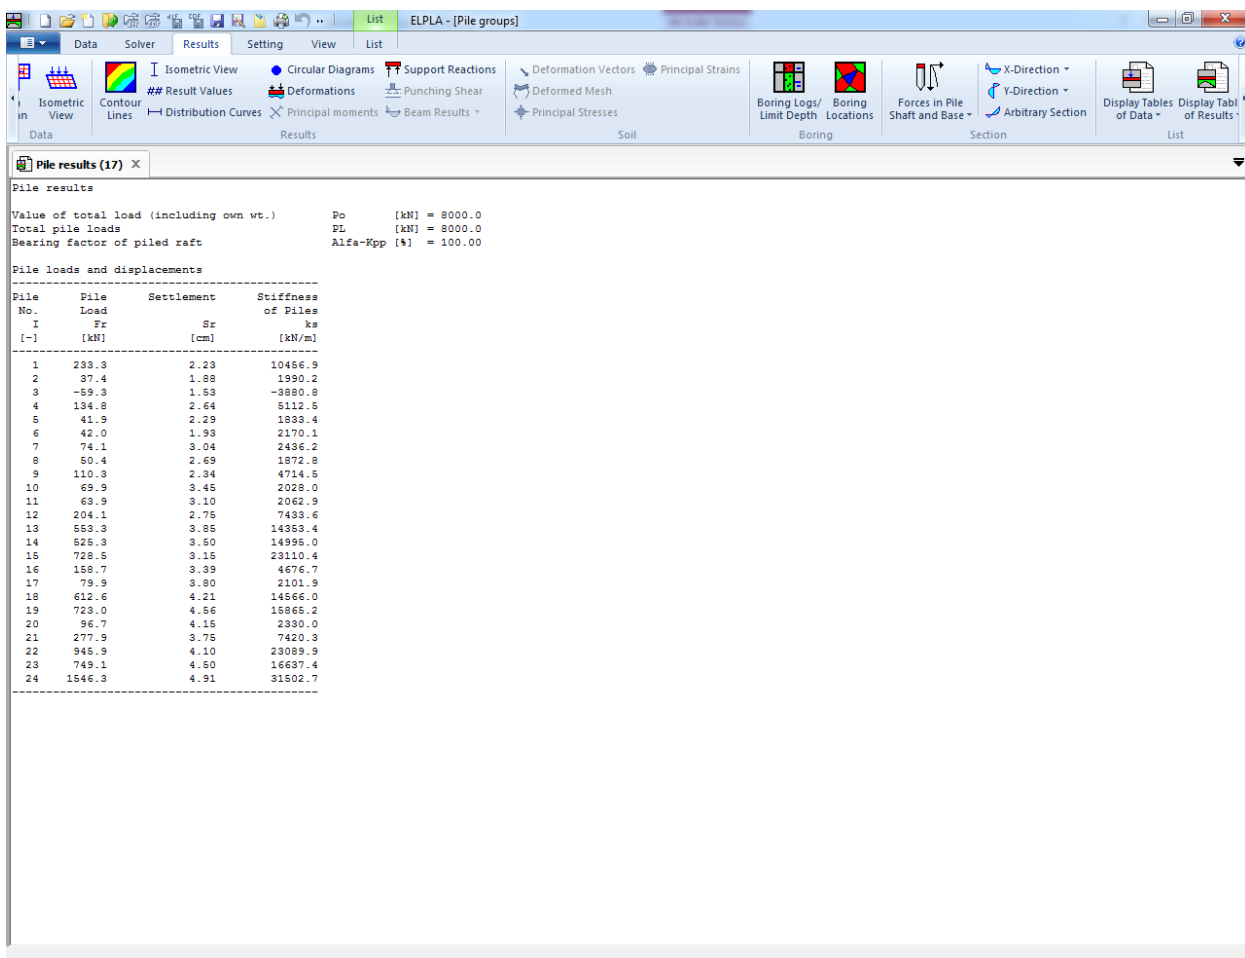 List ELPLA - [Pile groups]
Data Solver Results Setting View List
Isometric View Circular Diagrams Support Reactions Deformation Vectors Principal Strains X-Direction
## Result Values Deformations Punching Shear Deformed Mesh Y-Direction
Isometric View Contour Lines Distribution Curves Principal moments Beam Results Principal Stresses Boring Logs/ Limit Depth Boring Locations Forces in Pile Shaft and Base Arbitrary Section Display Tables of Data Display Tabl of Results
Data Results Soil Boring Section List
Pile results (17)
Pile results
Value of total load (including own wt.) Po [kN] = 8000.0
Total pile loads PL [kN] = 8000.0
Bearing factor of piled raft Alfa-Kpp [%] = 100.00
Pile loads and displacements
Pile Pile Settlement Stiffness
No. Load of Piles
I Fr Sr ks
[-] [kN] [cm] [kN/m]
1 233.3 2.23 10456.9
2 37.4 1.88 1990.2
3 -59.3 1.53 -3880.8
4 134.8 2.64 5112.5
5 41.9 2.29 1833.4
6 42.0 1.93 2170.1
7 74.1 3.04 2436.2
8 50.4 2.69 1872.8
9 110.3 2.34 4714.5
10 69.9 3.45 2028.0
11 63.9 3.10 2062.9
12 204.1 2.75 7433.6
13 553.3 3.85 14353.4
14 525.3 3.50 14995.0
15 728.5 3.15 23110.4
16 158.7 3.39 4676.7
17 79.9 3.80 2101.9
18 612.6 4.21 14566.0
19 723.0 4.56 15865.2
20 96.7 4.15 2330.0
21 277.9 3.75 7420.3
22 945.9 4.10 23089.9
23 749.1 4.50 16637.4
24 1546.3 4.91 31502.7